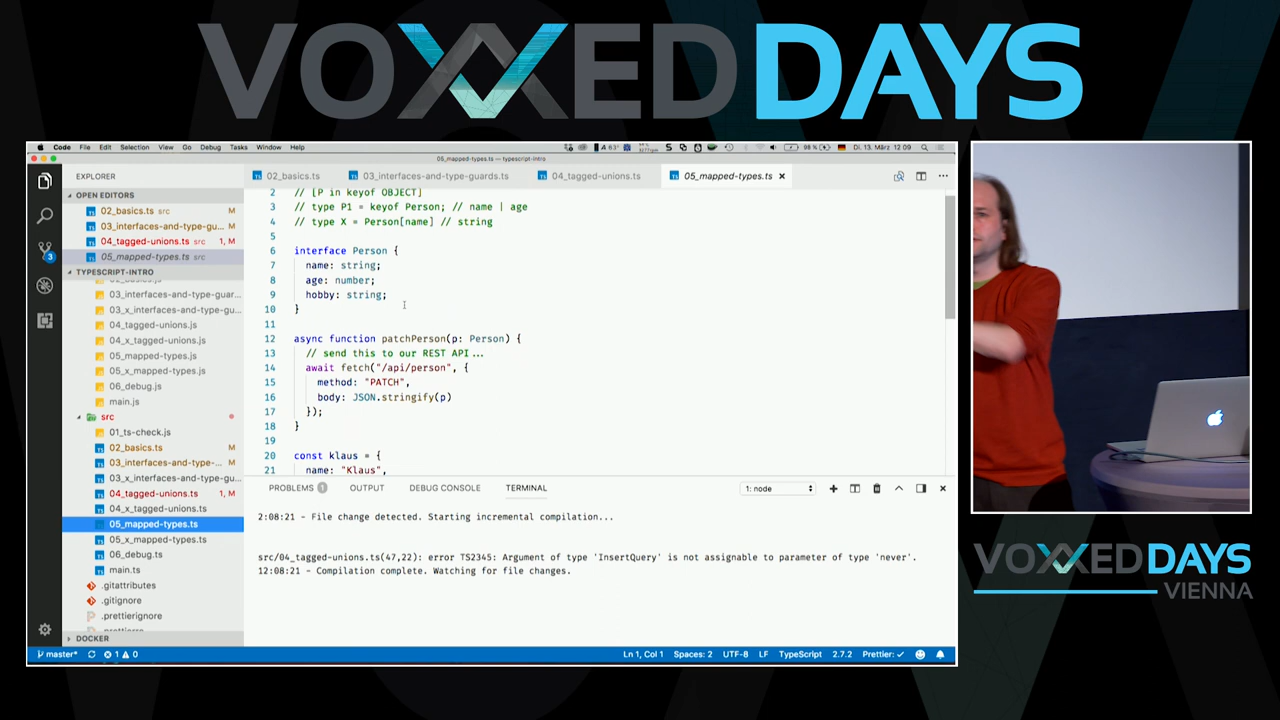 VOXXED DAYS
Code File Edit Selection View Go Debug Tasks Window Help
98 % Di. 13. März 12 09
05_mapped-types.ts — typescript-intro
EXPLORER
02_basics.ts
03_interfaces-and-type-guards.ts
04_tagged-unions.ts
05_mapped-types.ts ×
OPEN EDITORS
02_basics.ts src M
03_interfaces-and-type-gu... M
04_tagged-unions.ts src 1, M
05_mapped-types.ts src
TYPESCRIPT-INTRO
02_basics.js
03_interfaces-and-type-guar...
03_x_interfaces-and-type-gu...
04_tagged-unions.js
04_x_tagged-unions.js
05_mapped-types.js
05_x_mapped-types.js
06_debug.js
main.js
src
01_ts-check.js
02_basics.ts M
03_interfaces-and-type-... M
03_x_interfaces-and-type-gu...
04_tagged-unions.ts 1, M
04_x_tagged-unions.ts
05_mapped-types.ts
05_x_mapped-types.ts
06_debug.ts
main.ts
.gitattributes
.gitignore
.prettierignore
DOCKER
3
2 // [P in keyof OBJECT]
3 // type P1 = keyof Person; // name | age
4 // type X = Person[name] // string
5
6 interface Person {
7 name: string;
8 age: number;
9 hobby: string;
10 }
11
12 async function patchPerson(p: Person) {
13 // send this to our REST API...
14 await fetch("/api/person", {
15 method: "PATCH",
16 body: JSON.stringify(p)
17 });
18 }
19
20 const klaus = {
21 name: "Klaus",
PROBLEMS 1 OUTPUT DEBUG CONSOLE TERMINAL 1: node
2:08:21 - File change detected. Starting incremental compilation...
src/04_tagged-unions.ts(47,22): error TS2345: Argument of type 'InsertQuery' is not assignable to parameter of type 'never'.
12:08:21 - Compilation complete. Watching for file changes.
master* 1 0 Ln 1, Col 1 Spaces: 2 UTF-8 LF TypeScript 2.7.2 Prettier: ✓
VOXXED DAYS
VIENNA